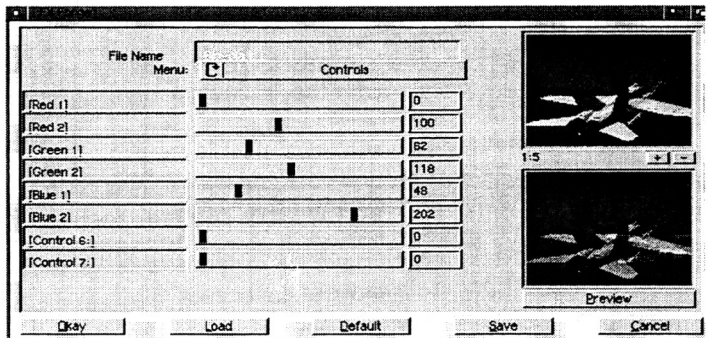 File Name
Menu: Controls
[Red 1] 0
[Red 2] 100
[Green 1] 62
[Green 2] 118
[Blue 1] 48
[Blue 2] 202
[Control 6:] 0
[Control 7:] 0
1:5 + -
Preview
Okay Load Default Save Cancel